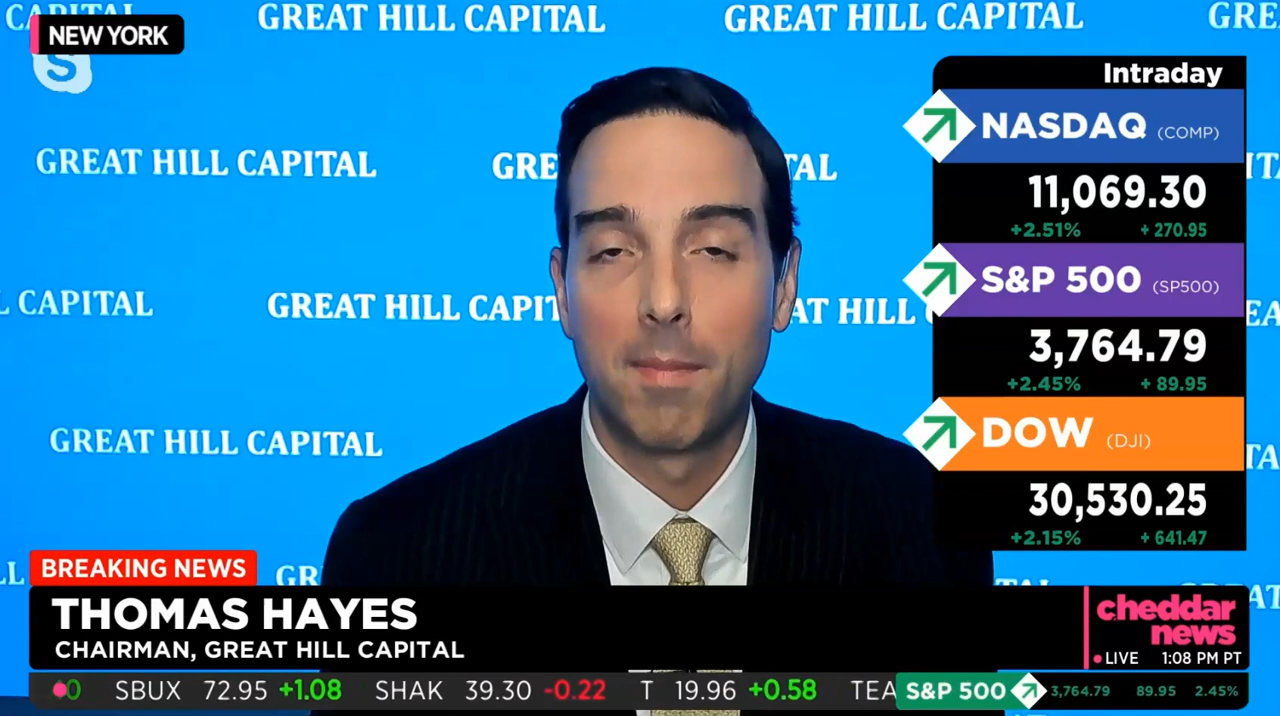 GREAT HILL CAPITAL
GREAT HILL CAPITAL
NEW YORK
S
GREAT HILL CAPITAL
GREAT HILL CAPITAL
Intraday
NASDAQ (COMP)
11,069.30
+2.51% + 270.95
S&P 500 (SP500)
3,764.79
+2.45% + 89.95
DOW (DJI)
30,530.25
+2.15% + 641.47
BREAKING NEWS
THOMAS HAYES
CHAIRMAN, GREAT HILL CAPITAL
cheddar
news
LIVE 1:08 PM PT
SBUX 72.95 +1.08 SHAK 39.30 -0.22 T 19.96 +0.58 TEA
S&P 500 3,764.79 89.95 2.45%